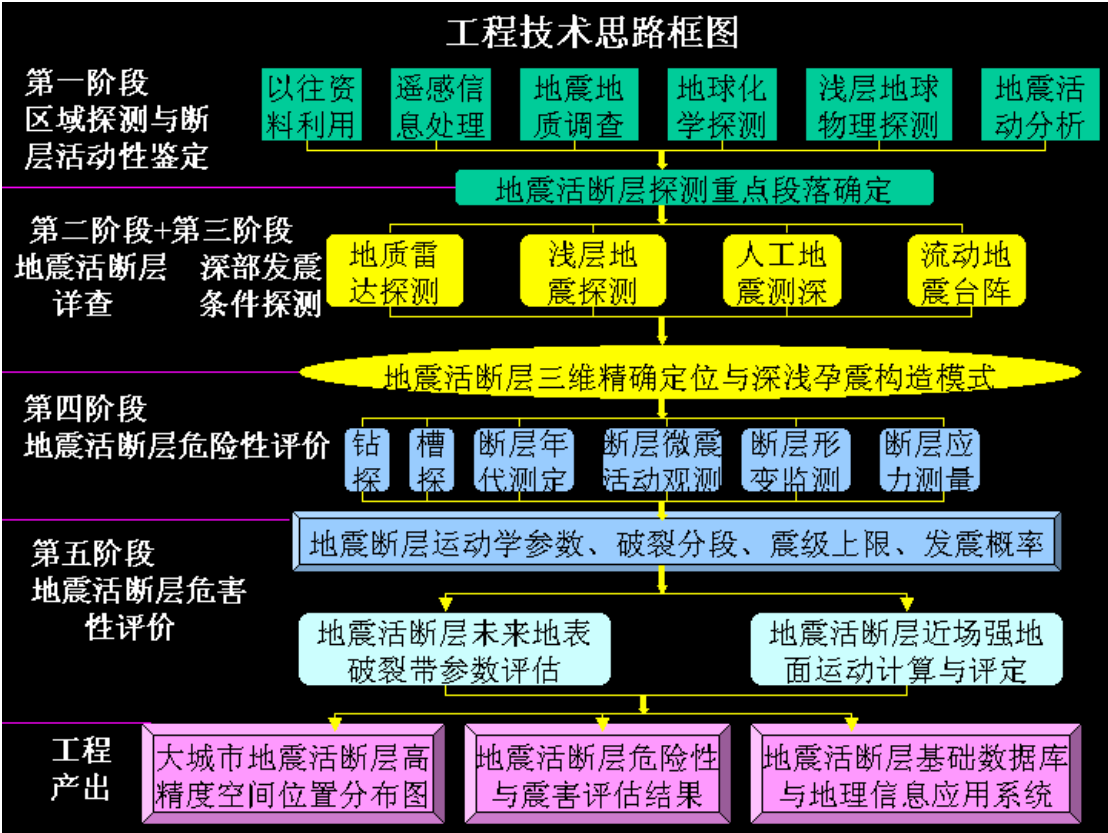 工程技术思路框图
第一阶段
区域探测与断
层活动性鉴定
以往资
料利用
遥感信
息处理
地震地
质调查
地球化
学探测
浅层地球
物理探测
地震活
动分析
地震活断层探测重点段落确定
第二阶段+第三阶段
地震活断层 深部发震
详查 条件探测
地质雷
达探测
浅层地
震探测
人工地
震测深
流动地
震台阵
地震活断层三维精确定位与深浅孕震构造模式
第四阶段
地震活断层危险性评价
钻
探
槽
探
断层年
代测定
断层微震
活动观测
断层形
变监测
断层应
力测量
地震断层运动学参数、破裂分段、震级上限、发震概率
第五阶段
地震活断层危害
性评价
地震活断层未来地表
破裂带参数评估
地震活断层近场强地
面运动计算与评定
工程
产出
大城市地震活断层高
精度空间位置分布图
地震活断层危险性
与震害评估结果
地震活断层基础数据库
与地理信息应用系统